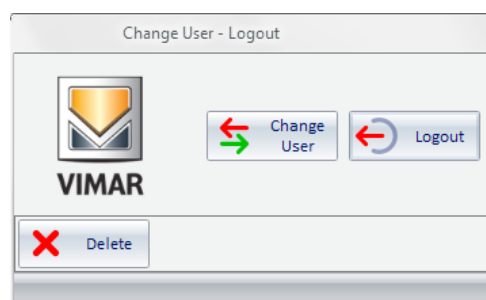 Change User - Logout
Change
User
Logout
VIMAR
Delete